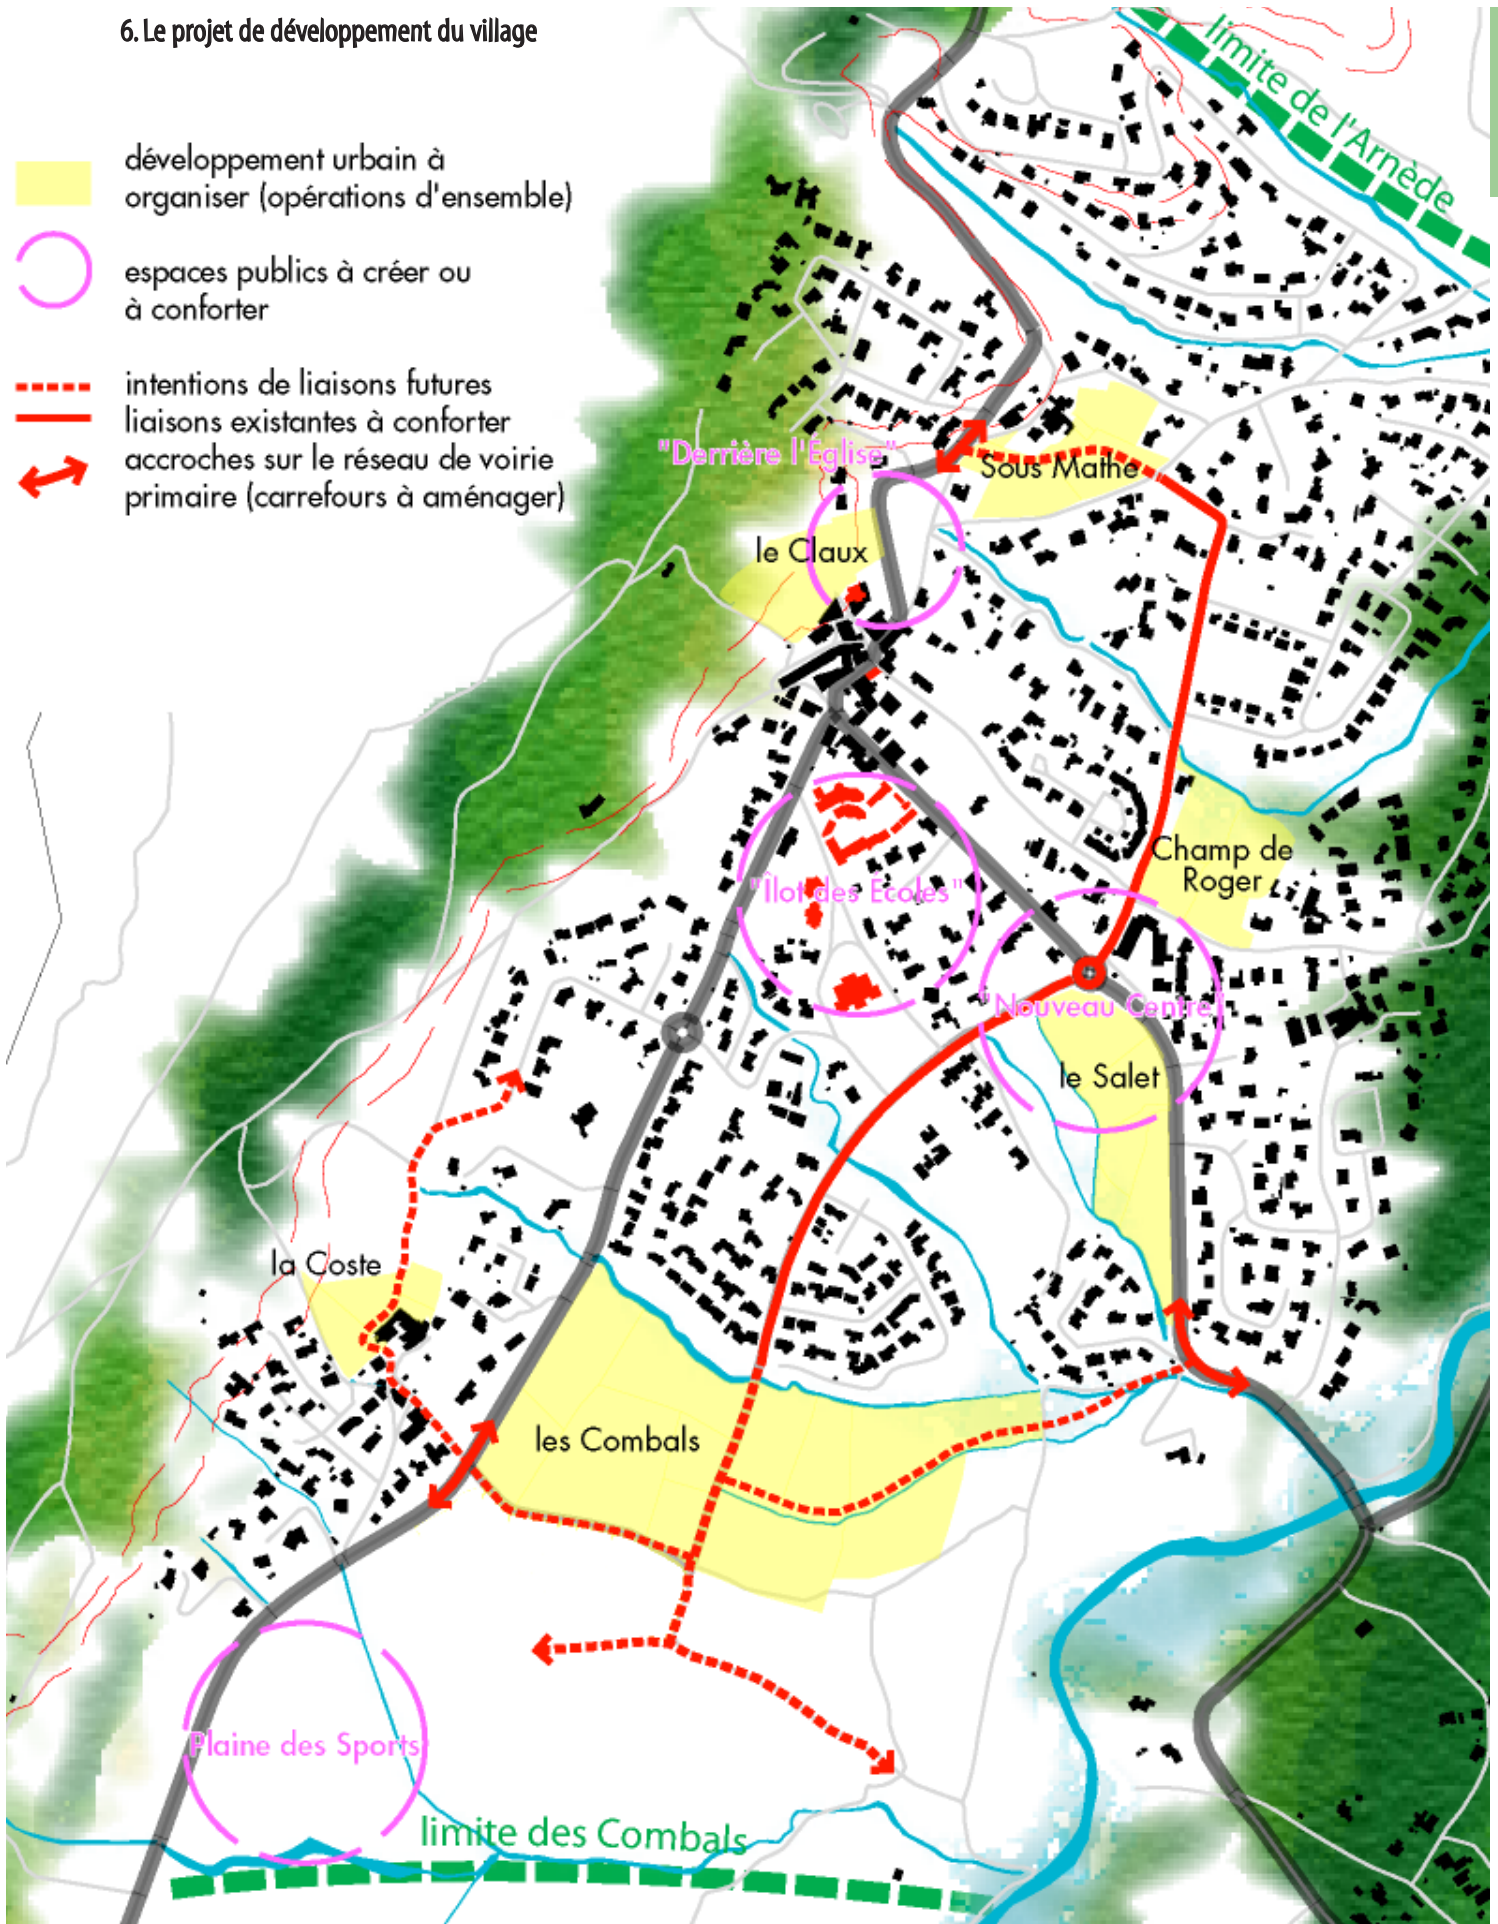 6. Le projet de développement du village
développement urbain à
organiser (opérations d'ensemble)
espaces publics à créer ou
à conforter
intentions de liaisons futures
liaisons existantes à conforter
accroches sur le réseau de voirie
primaire (carrefours à aménager)
limite de l'Arnède
"Derrière l'Église"
Sous Mathe
le Claux
Champ de
Roger
"Îlot des Écoles"
"Nouveau Centre"
le Salet
la Coste
les Combals
Plaine des Sports
limite des Combals